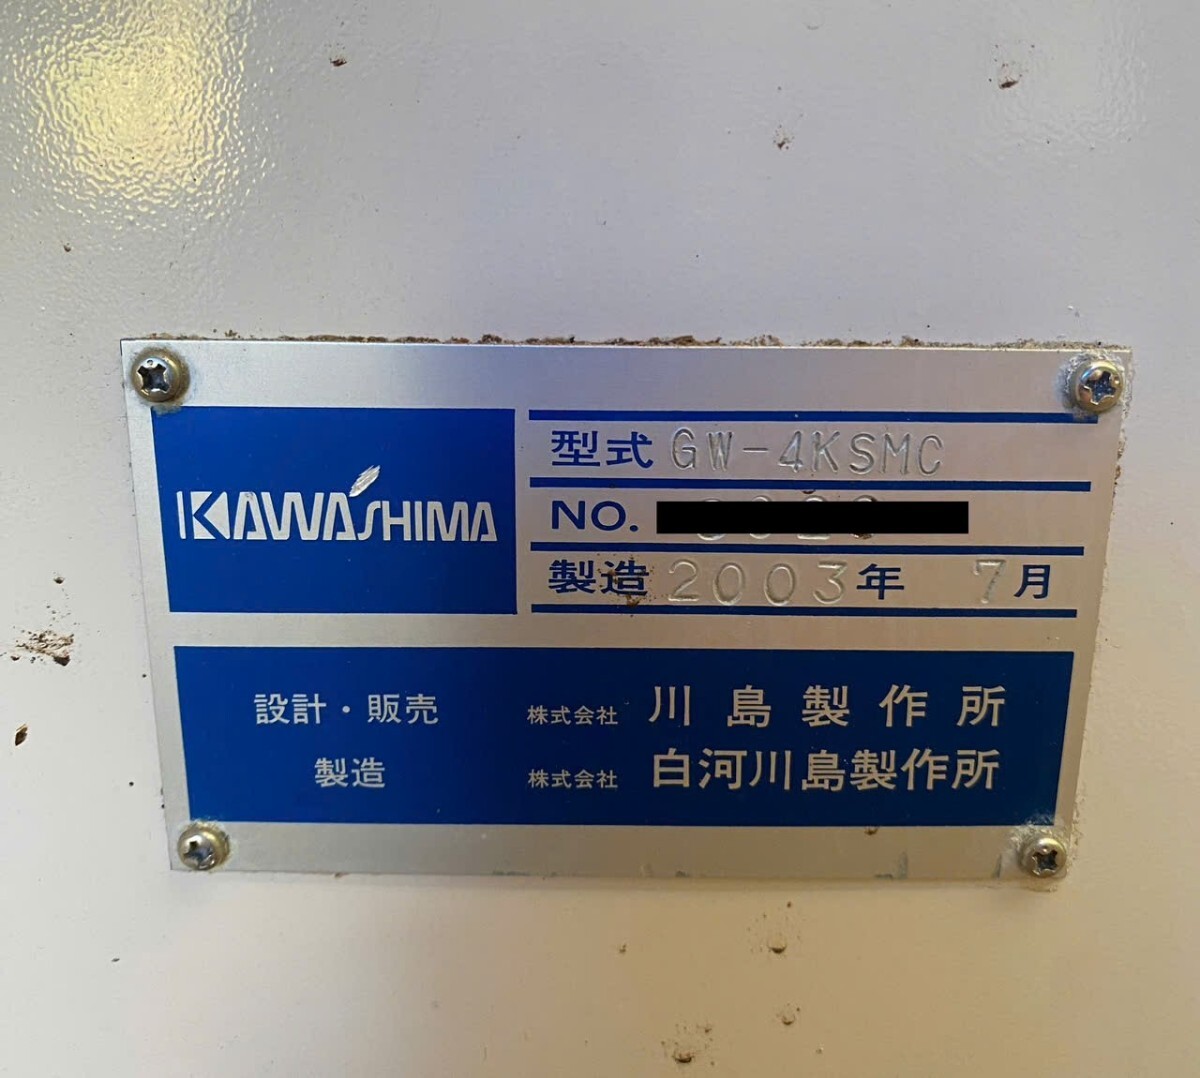 KAWASHIMA
型式 GW-4KSMC
NO.
製造 2003年 7月
設計・販売 株式会社 川島製作所
製造 株式会社 白河川島製作所